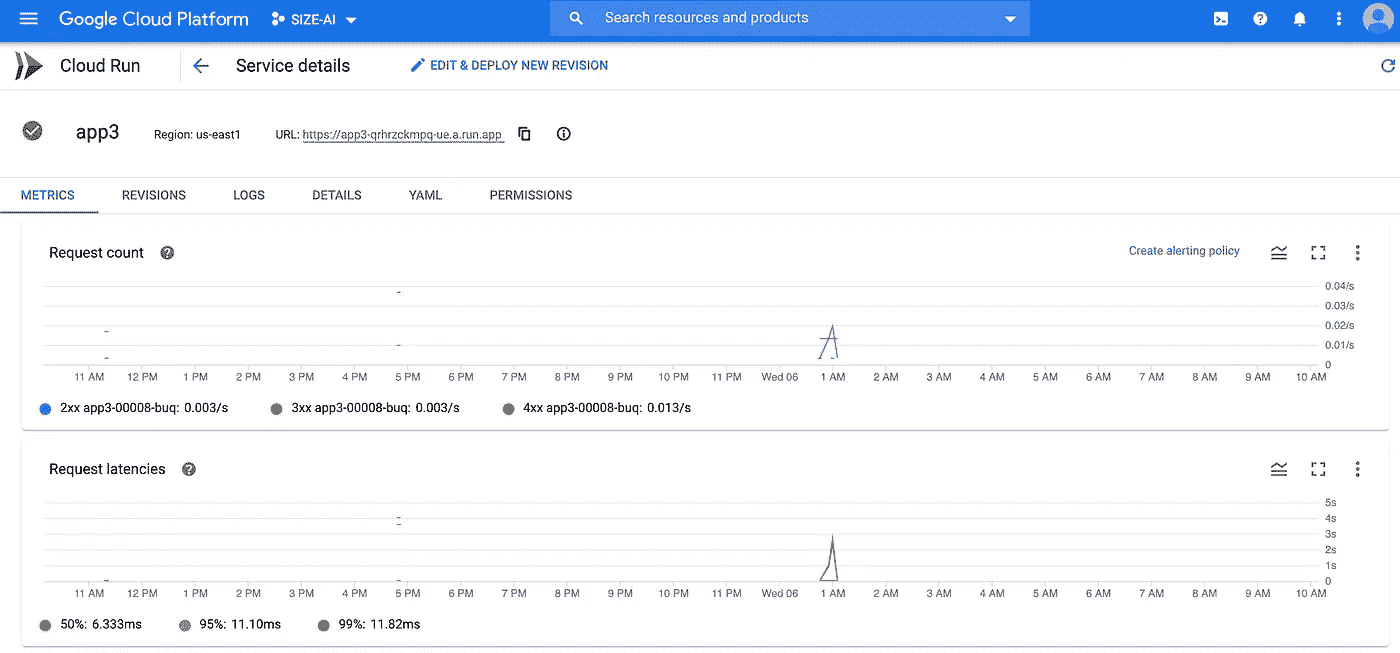 Google Cloud Platform SIZE-AI Search resources and products
Cloud Run Service details EDIT & DEPLOY NEW REVISION
app3 Region: us-east1 URL: https://app3-qrhrzckmpq-ue.a.run.app
METRICS REVISIONS LOGS DETAILS YAML PERMISSIONS
Request count Create alerting policy
0.04/s
0.03/s
0.02/s
0.01/s
0
11 AM 12 PM 1 PM 2 PM 3 PM 4 PM 5 PM 6 PM 7 PM 8 PM 9 PM 10 PM 11 PM Wed 06 1 AM 2 AM 3 AM 4 AM 5 AM 6 AM 7 AM 8 AM 9 AM 10 AM
2xx app3-00008-buq: 0.003/s 3xx app3-00008-buq: 0.003/s 4xx app3-00008-buq: 0.013/s
Request latencies
5s
4s
3s
2s
1s
0
11 AM 12 PM 1 PM 2 PM 3 PM 4 PM 5 PM 6 PM 7 PM 8 PM 9 PM 10 PM 11 PM Wed 06 1 AM 2 AM 3 AM 4 AM 5 AM 6 AM 7 AM 8 AM 9 AM 10 AM
50%: 6.333ms 95%: 11.10ms 99%: 11.82ms